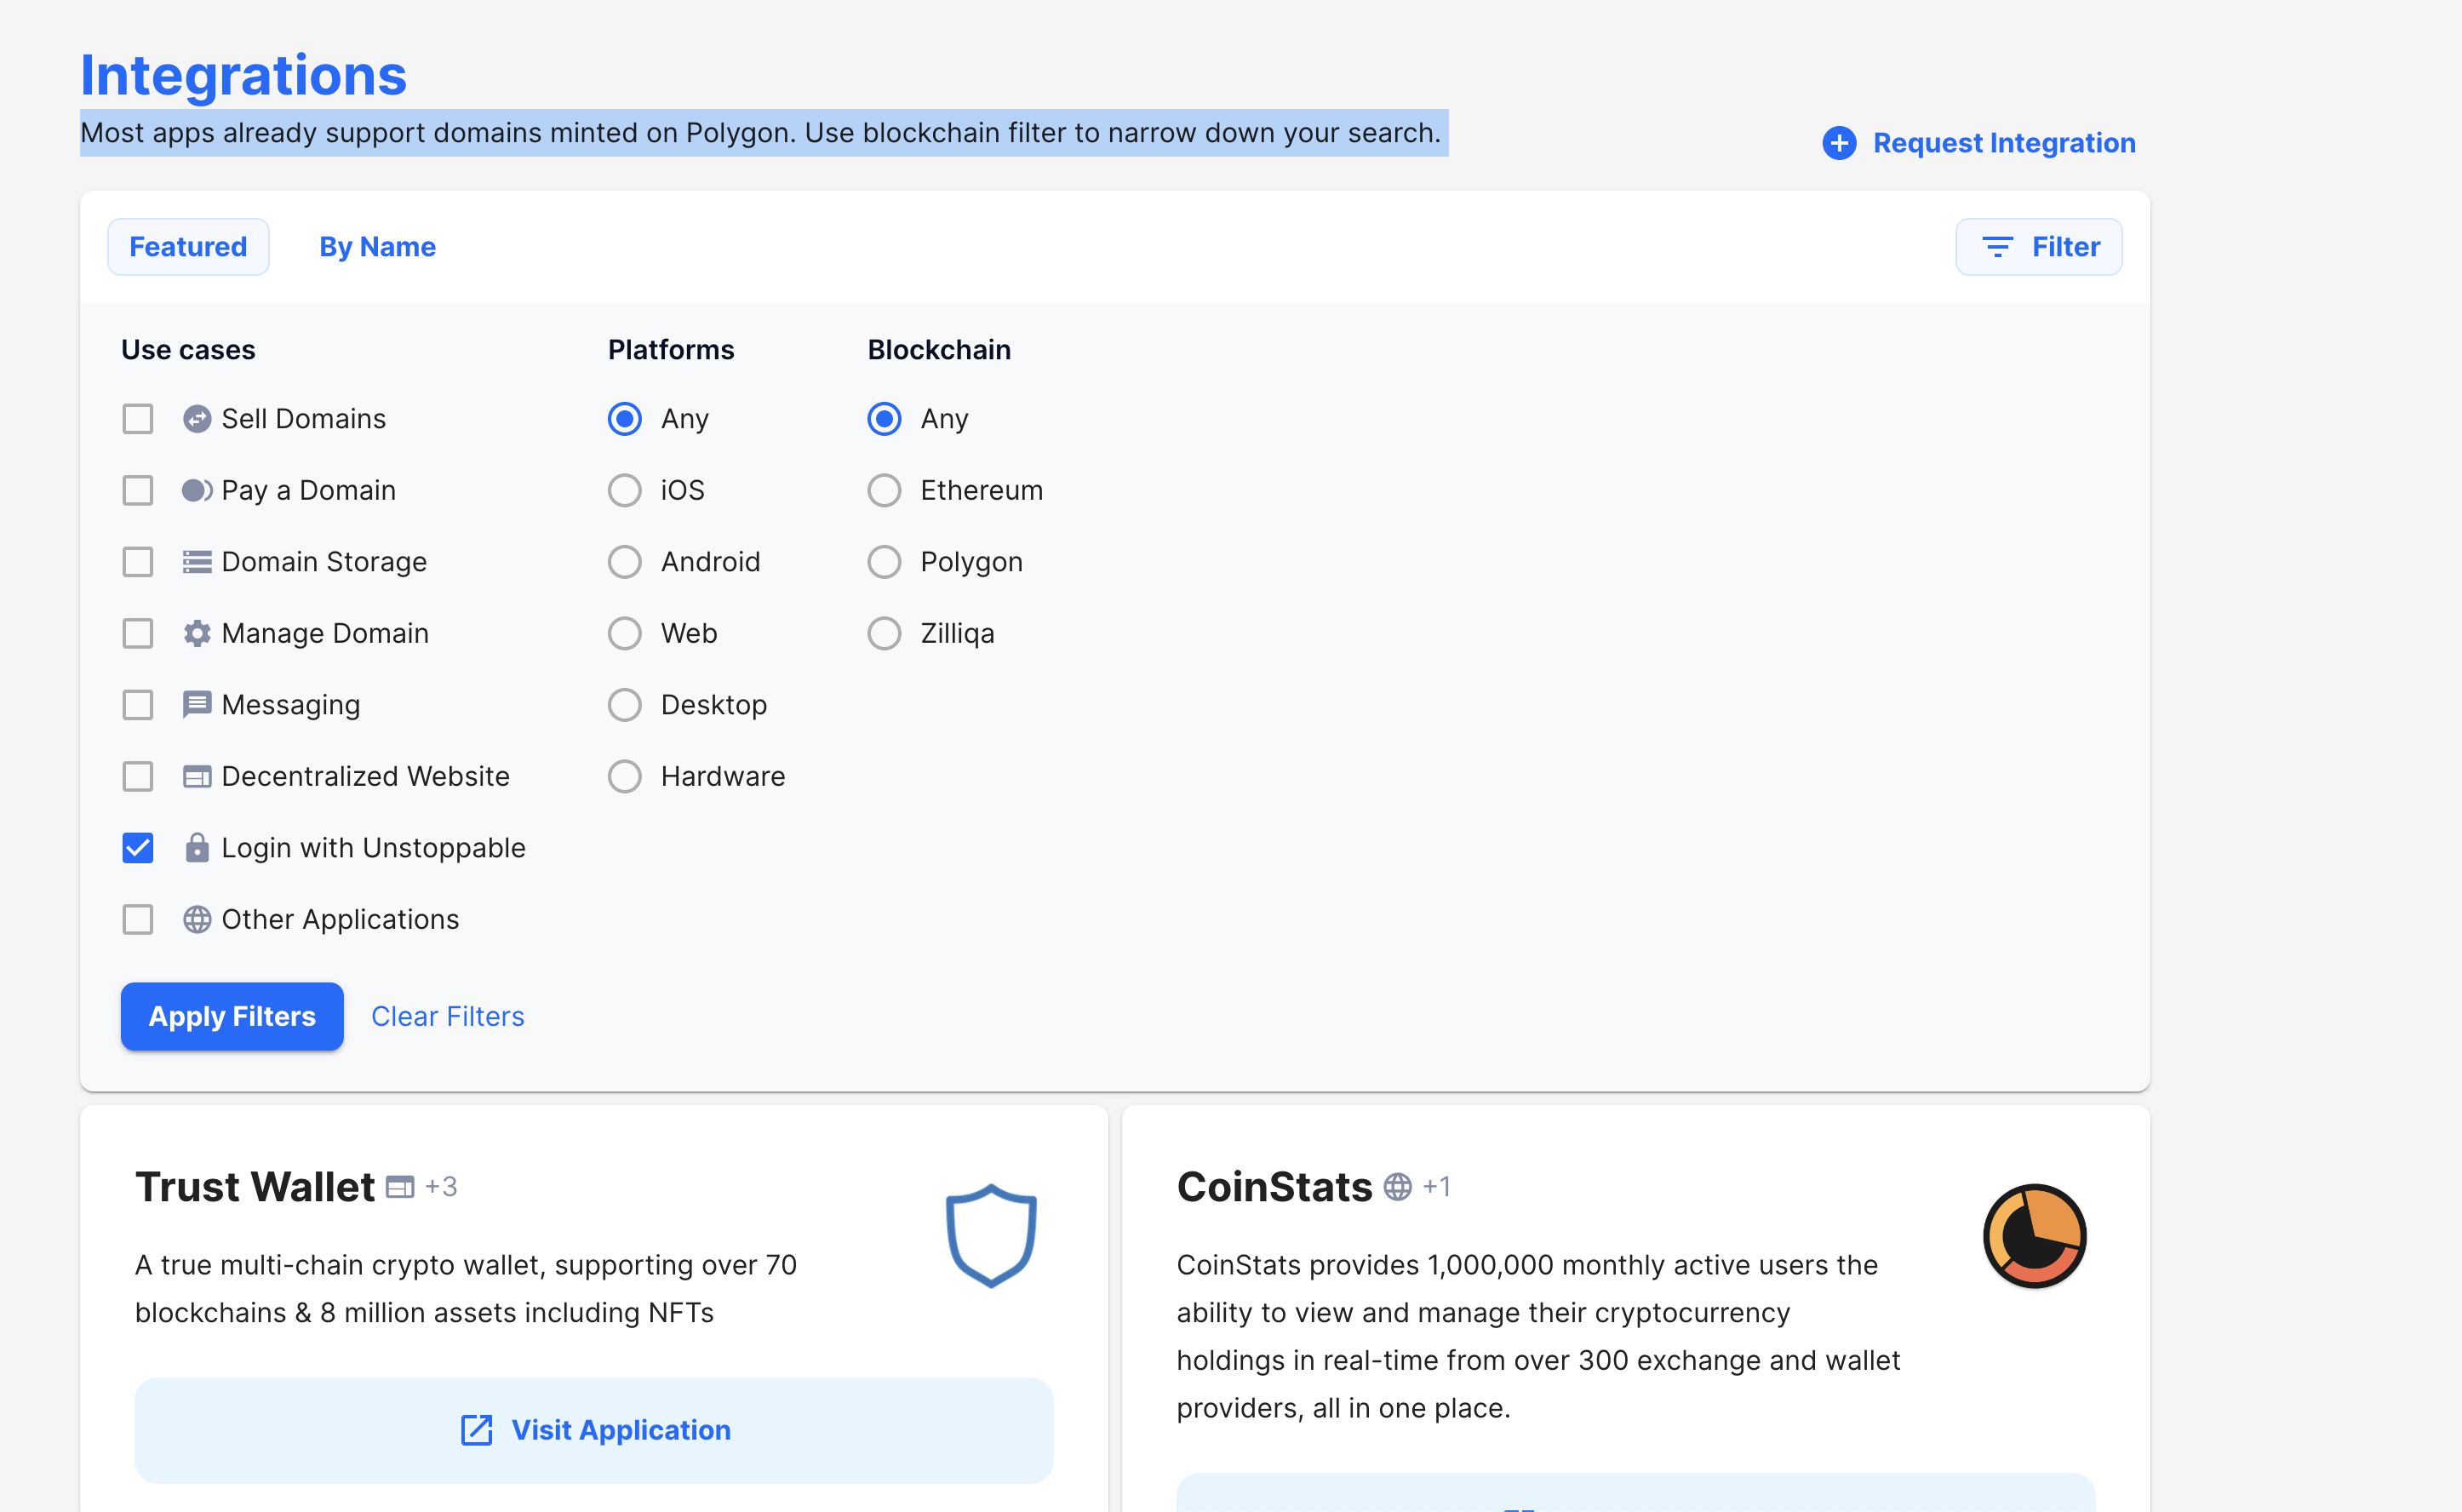 Integrations
Most apps already support domains minted on Polygon. Use blockchain filter to narrow down your search.
Request Integration
Featured
By Name
Filter
Use cases
Sell Domains
Pay a Domain
Domain Storage
Manage Domain
Messaging
Decentralized Website
Login with Unstoppable
Other Applications
Platforms
Any
iOS
Android
Web
Desktop
Hardware
Blockchain
Any
Ethereum
Polygon
Zilliqa
Apply Filters
Clear Filters
Trust Wallet +3
A true multi-chain crypto wallet, supporting over 70
blockchains & 8 million assets including NFTs
Visit Application
CoinStats +1
CoinStats provides 1,000,000 monthly active users the
ability to view and manage their cryptocurrency
holdings in real-time from over 300 exchange and wallet
providers, all in one place.